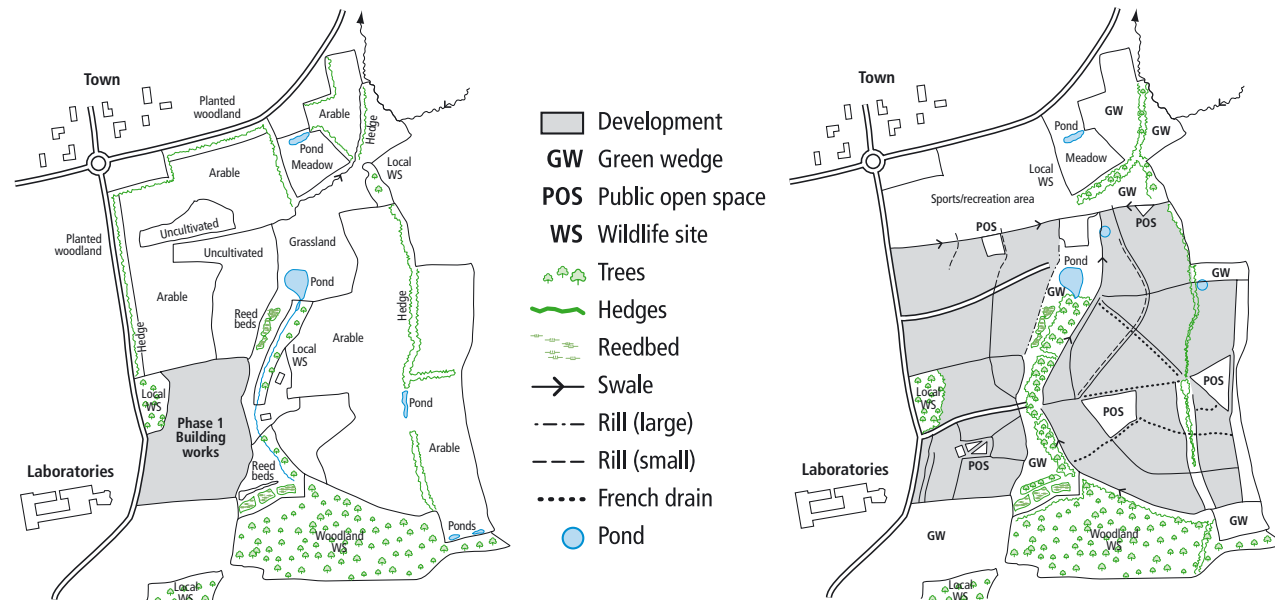 Town
Planted
woodland
Arable
Hedge
Pond
Meadow
Local
WS
Arable
Uncultivated
Planted
woodland
Uncultivated
Grassland
Arable
Pond
Hedge
Reed
beds
Local
WS
Arable
Hedge
Local
WS
Phase 1
Building
works
Pond
Arable
Laboratories
Reed
beds
Ponds
Woodland
WS
Local
WS
Development
GW Green wedge
POS Public open space
WS Wildlife site
Trees
Hedges
Reedbed
Swale
Rill (large)
Rill (small)
French drain
Pond
Town
GW
Pond
GW
Meadow
Local
WS
GW
Sports/recreation area
POS
POS
Pond
GW
GW
POS
Local
WS
POS
POS
GW
Laboratories
GW
GW
Woodland
WS
Local
WS